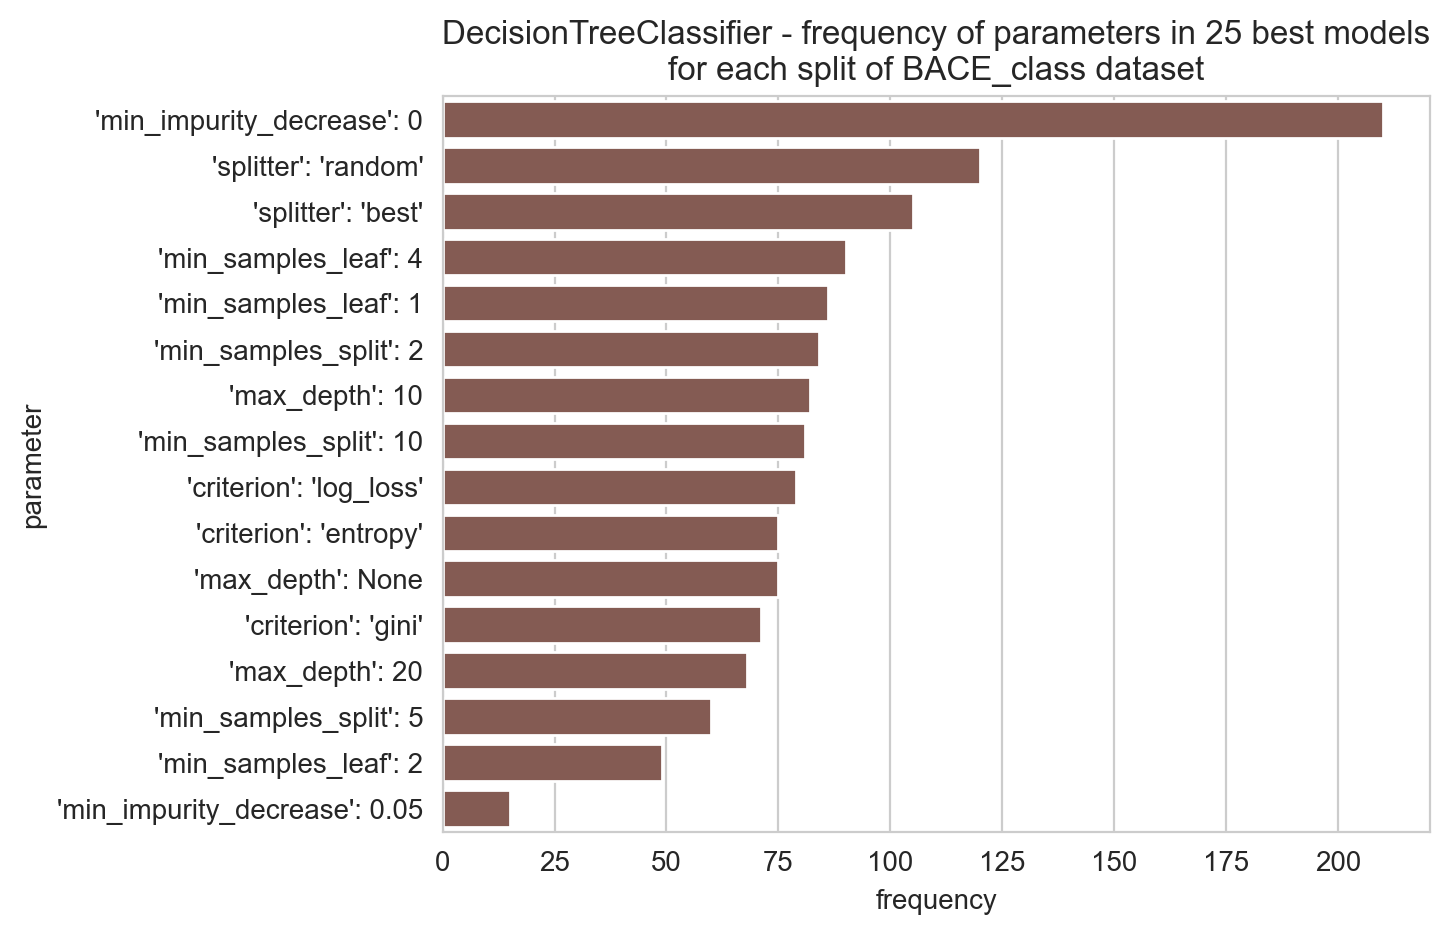 DecisionTreeClassifier - frequency of parameters in 25 best models
for each split of BACE_class dataset
'min_impurity_decrease': 0
'splitter': 'random'
'splitter': 'best'
'min_samples_leaf': 4
'min_samples_leaf': 1
'min_samples_split': 2
'max_depth': 10
'min_samples_split': 10
'criterion': 'log_loss'
'criterion': 'entropy'
'max_depth': None
'criterion': 'gini'
'max_depth': 20
'min_samples_split': 5
'min_samples_leaf': 2
'min_impurity_decrease': 0.05
parameter
0 25 50 75 100 125 150 175 200
frequency